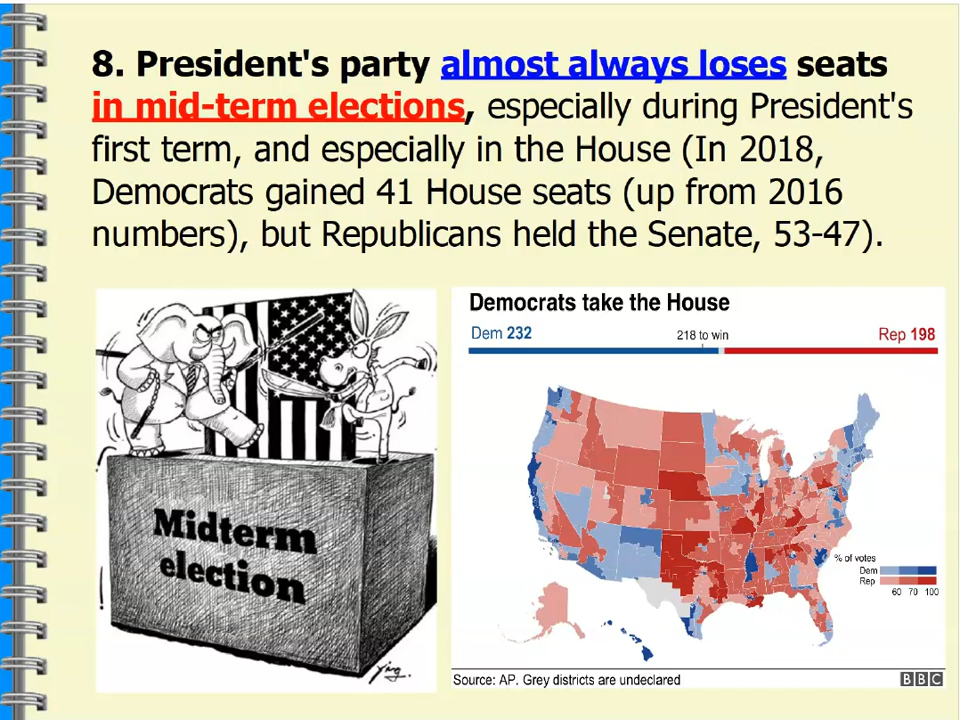 8. President's party almost always loses seats
in mid-term elections, especially during President's
first term, and especially in the House (In 2018,
Democrats gained 41 House seats (up from 2016
numbers), but Republicans held the Senate, 53-47).
Midterm
election
Democrats take the House
Dem 232
218 to win
Rep 198
% of votes
Dem
Rep
60 70 100
Source: AP. Grey districts are undeclared
BBC